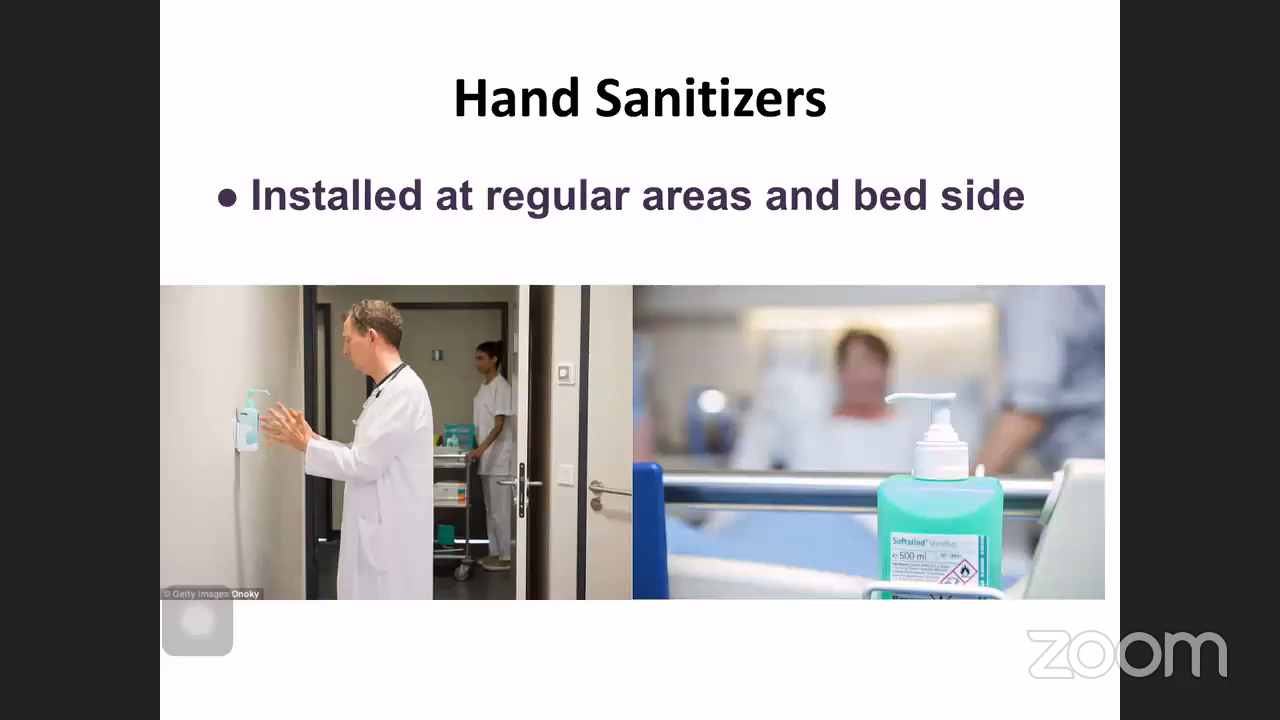 Hand Sanitizers
● Installed at regular areas and bed side
Softalind
500 ml
© Getty Images Onoky
zoom